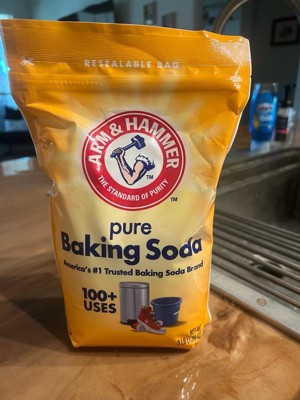 RESEALABLE BAG
ARM & HAMMER
THE STANDARD OF PURITY
TM
TM
pure
Baking Soda
America's #1 Trusted Baking Soda Brand
100+
USES